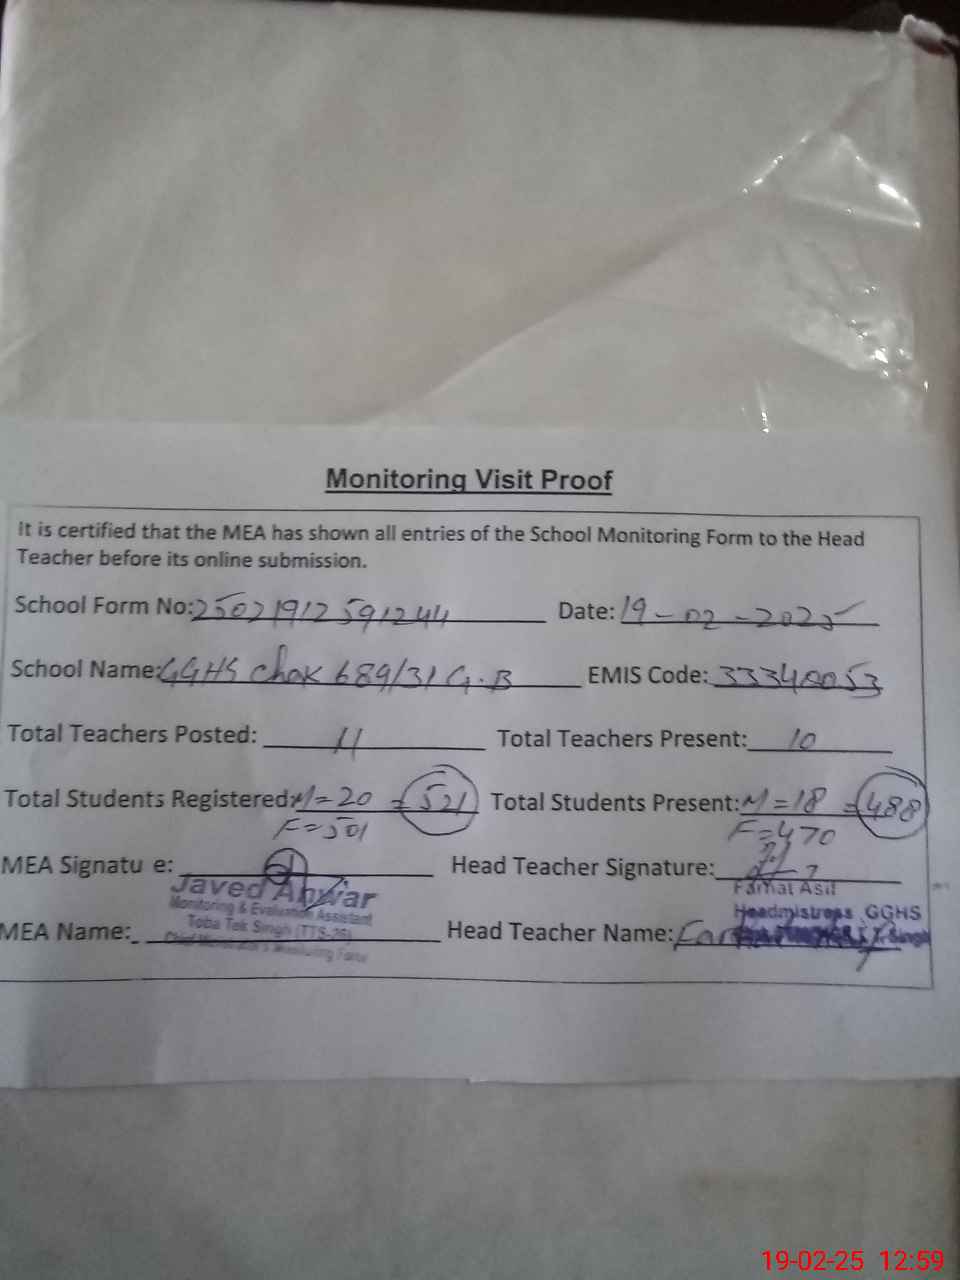 Monitoring Visit Proof
It is certified that the MEA has shown all entries of the School Monitoring Form to the Head
Teacher before its online submission.
School Form No: 25021912591244 Date: 19-02-2025
School Name: GGHS Chak 689/31 G.B EMIS Code: 33340053
Total Teachers Posted: 11 Total Teachers Present: 10
Total Students Registered: M=20 = 521 Total Students Present: M=18 = 488
F=501 F=470
MEA Signatu e: Head Teacher Signature:
Javed Anwar
Monitoring & Evaluation Assistant
Toba Tek Singh (TTS-25)
Headmistress GGHS
MEA Name: Head Teacher Name:
19-02-25 12:59